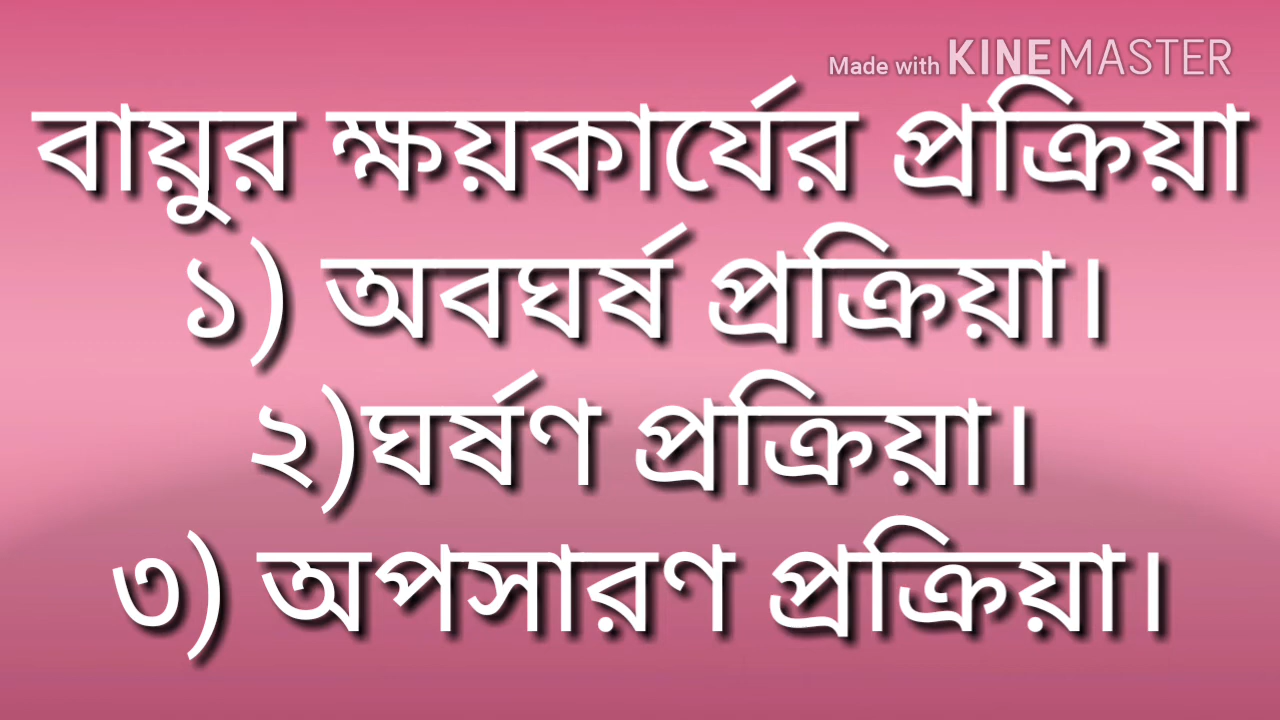 Made with KINEMASTER
বায়ুর ক্ষয়কার্যের প্রক্রিয়া
১) অবঘর্ষ প্রক্রিয়া।
২)ঘর্ষণ প্রক্রিয়া।
৩) অপসারণ প্রক্রিয়া।